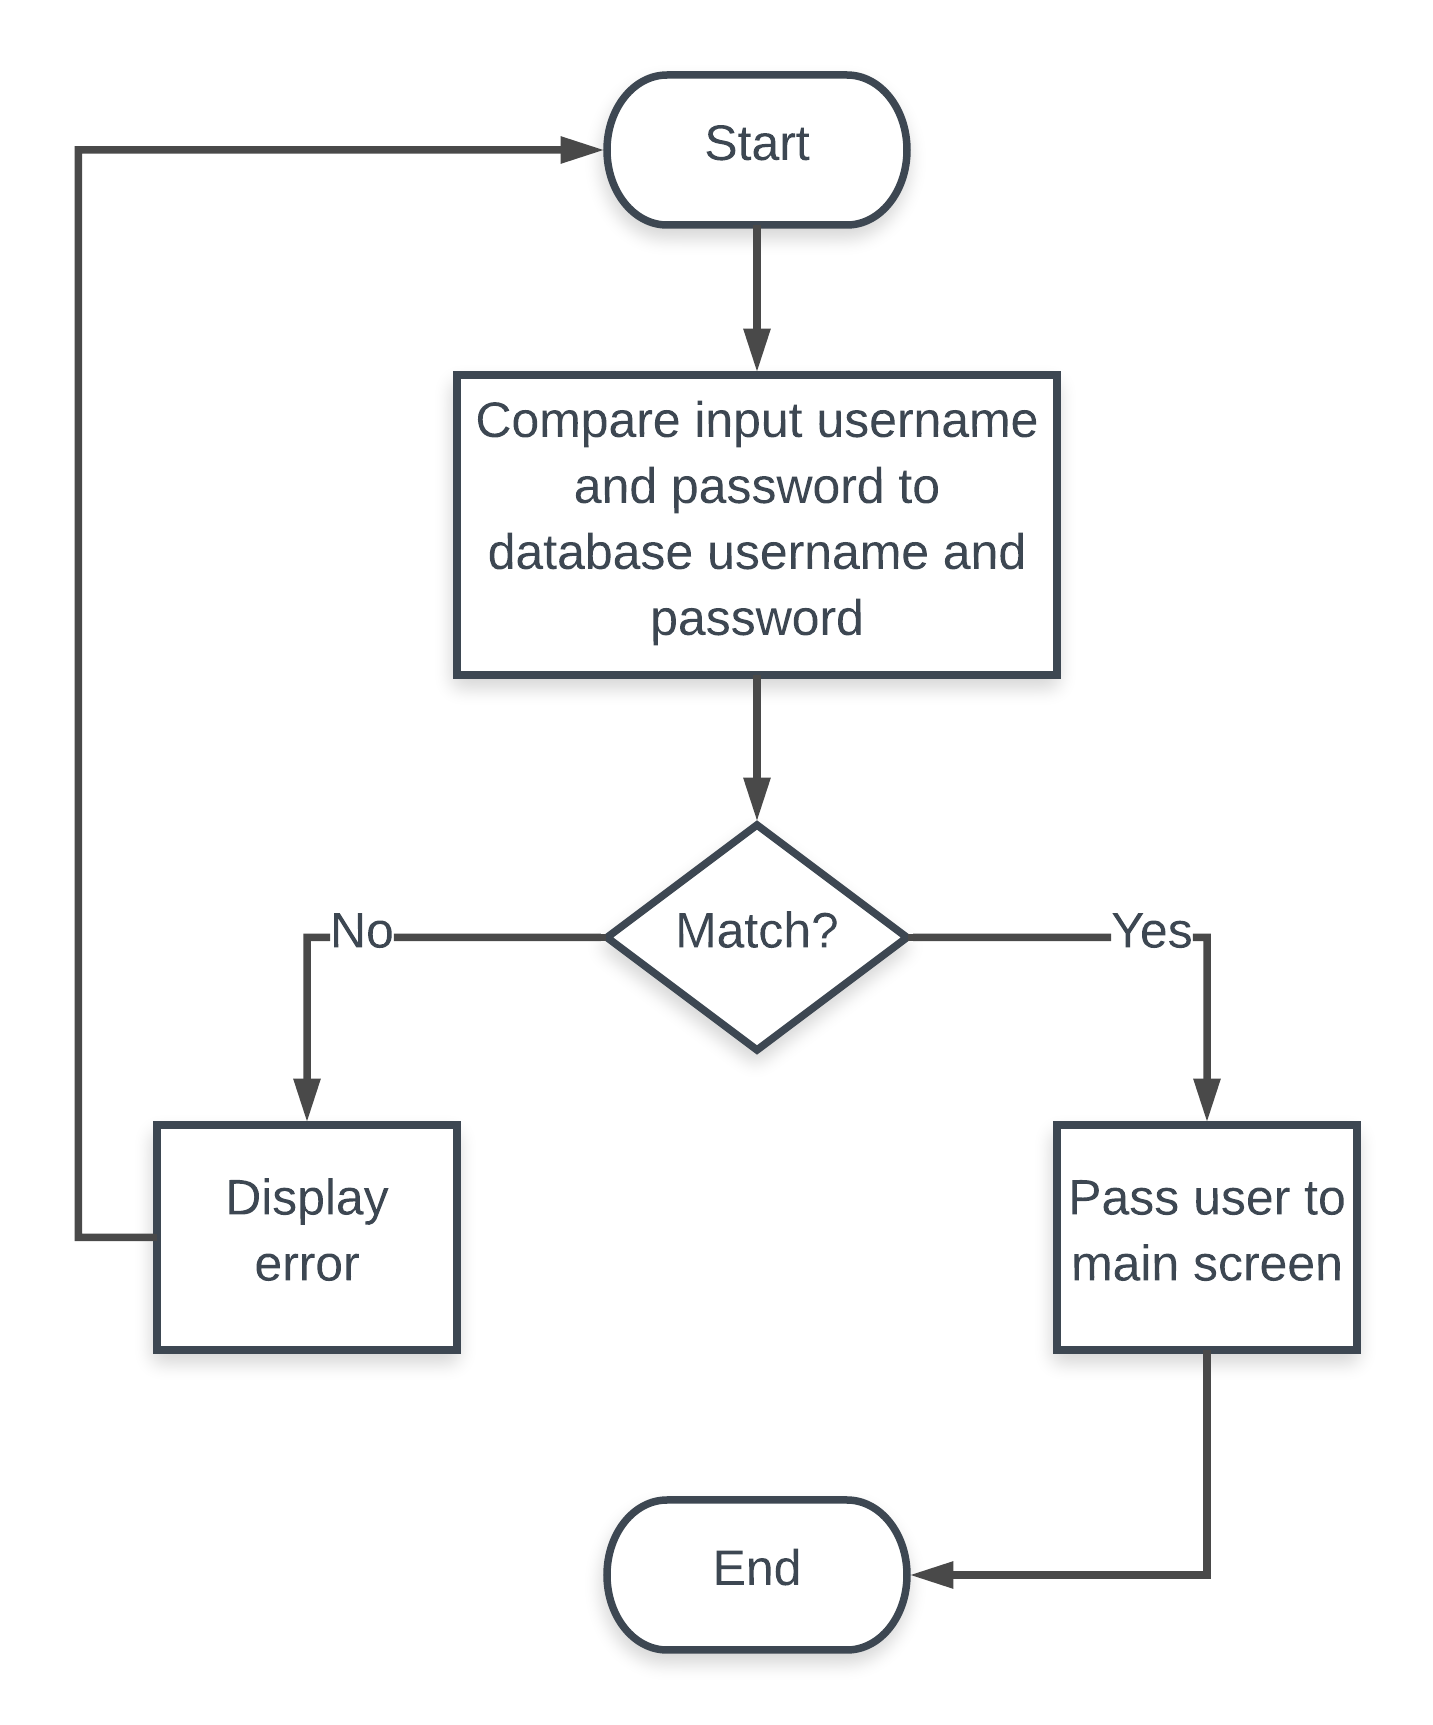 Start
Compare input username
and password to
database username and
password
Match?
No
Yes
Display
error
Pass user to
main screen
End